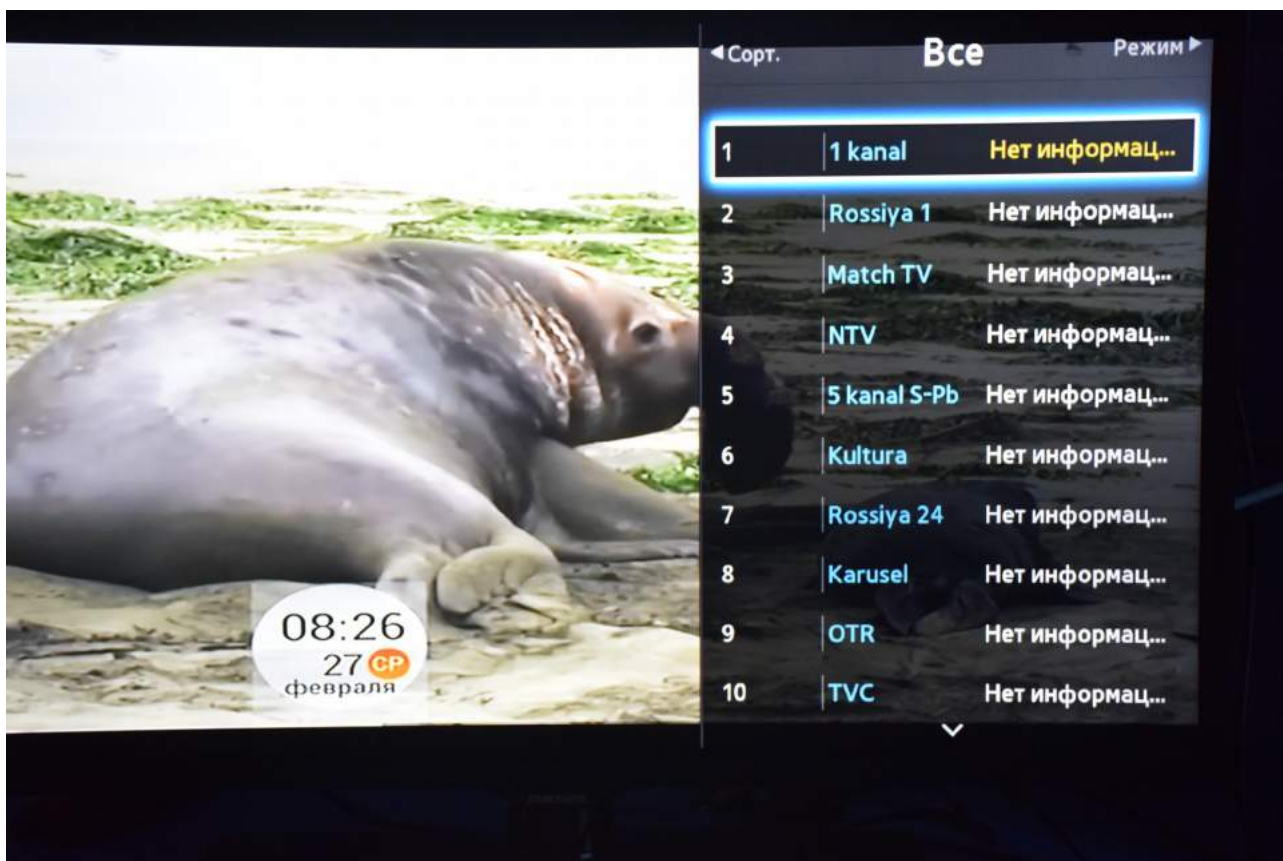 ◀Сорт. Все Режим▶
1 1 kanal Нет информац...
2 Rossiya 1 Нет информац...
3 Match TV Нет информац...
4 NTV Нет информац...
5 5 kanal S-Pb Нет информац...
6 Kultura Нет информац...
7 Rossiya 24 Нет информац...
8 Karusel Нет информац...
9 OTR Нет информац...
10 TVC Нет информац...
08:26
27 СР
февраля